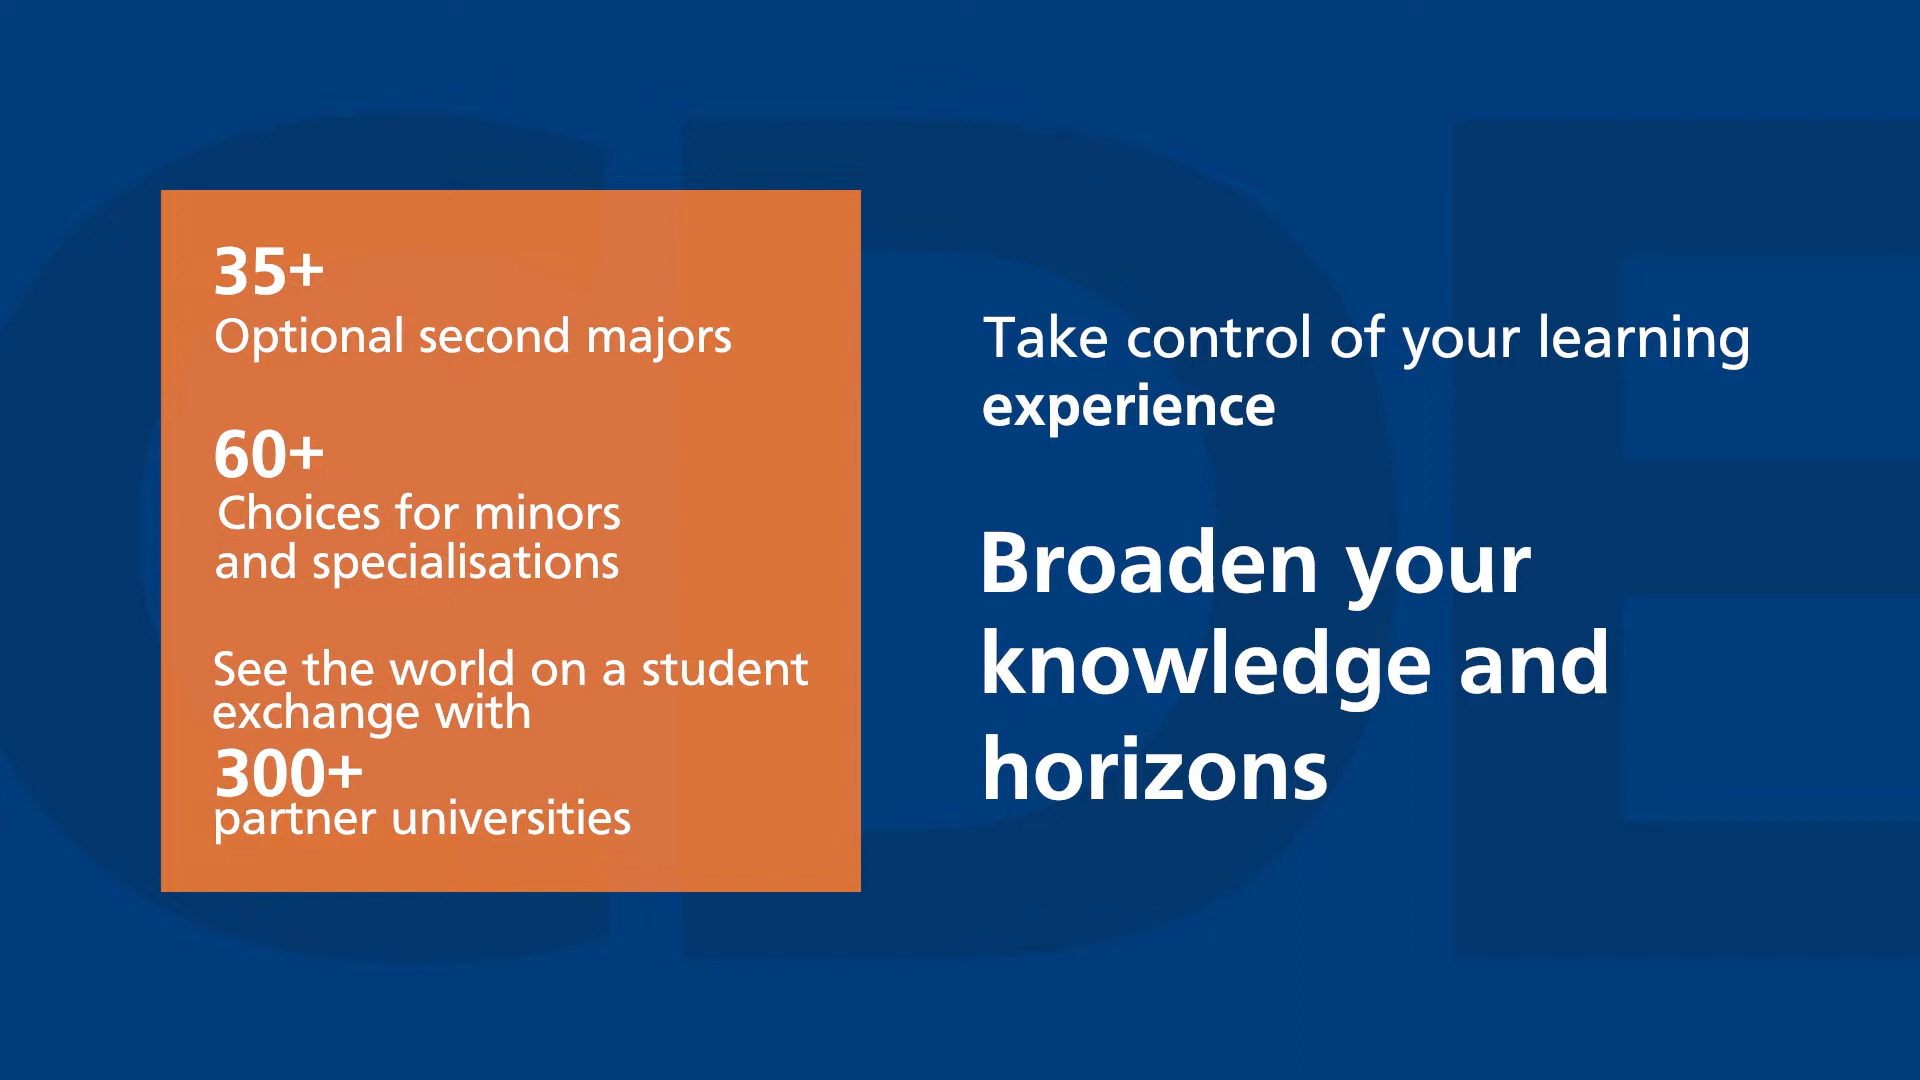 35+
Optional second majors
60+
Choices for minors
and specialisations
See the world on a student
exchange with
300+
partner universities
Take control of your learning
experience
Broaden your
knowledge and
horizons
CDE